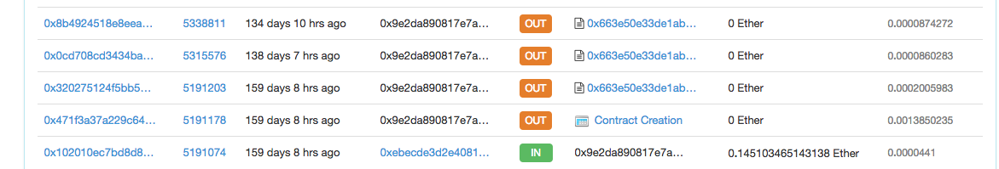 0x8b4924518e8eea... 5338811 134 days 10 hrs ago 0x9e2da890817e7a... OUT 0x663e50e33de1ab... 0 Ether 0.0000874272
0x0cd708cd3434ba... 5315576 138 days 7 hrs ago 0x9e2da890817e7a... OUT 0x663e50e33de1ab... 0 Ether 0.0000860283
0x320275124f5bb5... 5191203 159 days 8 hrs ago 0x9e2da890817e7a... OUT 0x663e50e33de1ab... 0 Ether 0.0002005983
0x471f3a37a229c64... 5191178 159 days 8 hrs ago 0x9e2da890817e7a... OUT Contract Creation 0 Ether 0.0013850235
0x102010ec7bd8d8... 5191074 159 days 8 hrs ago 0xebecde3d2e4081... IN 0x9e2da890817e7a... 0.145103465143138 Ether 0.0000441